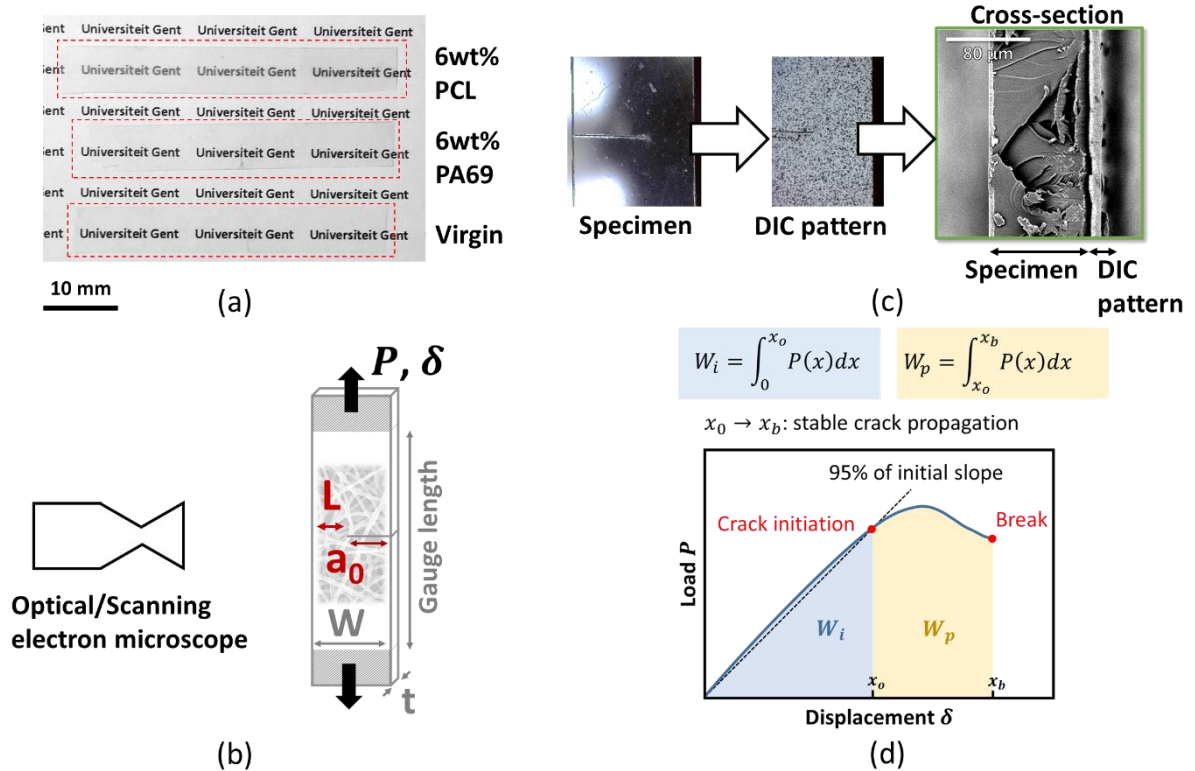 ent Universiteit Gent Universiteit Gent Universiteit Gent
ent Universiteit Gent Universiteit Gent Universiteit Gent
ent Universiteit Gent Universiteit Gent Universiteit Gent
ent Universiteit Gent Universiteit Gent Universiteit Gent
ent Universiteit Gent Universiteit Gent Universiteit Gent
ent Universiteit Gent Universiteit Gent Universiteit Gent
6wt%
PCL
6wt%
PA69
Virgin
10 mm
(a)
Cross-section
80 µm
Specimen
DIC pattern
Specimen
DIC
pattern
(c)
P, δ
L
a₀
W
t
Gauge length
Optical/Scanning
electron microscope
(b)
W_i = ∫_0^{x_o} P(x)dx
W_p = ∫_{x_o}^{x_b} P(x)dx
x_0 → x_b: stable crack propagation
95% of initial slope
Crack initiation
Break
Load P
W_i
W_p
x_o
x_b
Displacement δ
(d)